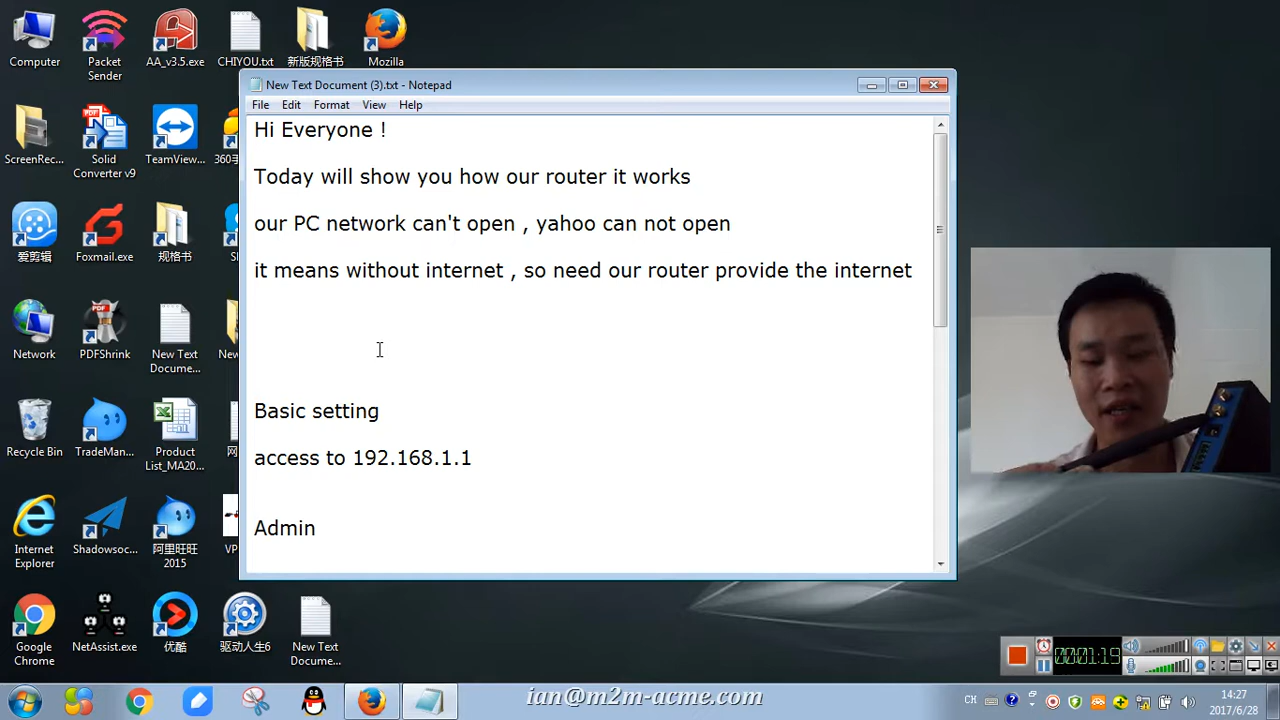 Computer
Packet
Sender
AA_v3.5.exe
CHIYOU.txt
新版规格书
Mozilla
New Text Document (3).txt - Notepad
File Edit Format View Help
Hi Everyone !
Today will show you how our router it works
our PC network can't open , yahoo can not open
it means without internet , so need our router provide the internet
Basic setting
access to 192.168.1.1
Admin
ScreenRec...
Solid
Converter v9
TeamView...
爱剪辑
Foxmail.exe
规格书
Network
PDFShrink
New Text
Docume...
Recycle Bin
TradeMan...
Product
List_MA20...
Internet
Explorer
Shadowsoc...
阿里旺旺
2015
Google
Chrome
NetAssist.exe
优酷
驱动人生6
New Text
Docume...
00:01:19
ian@m2m-acme.com
CH
14:27
2017/6/28